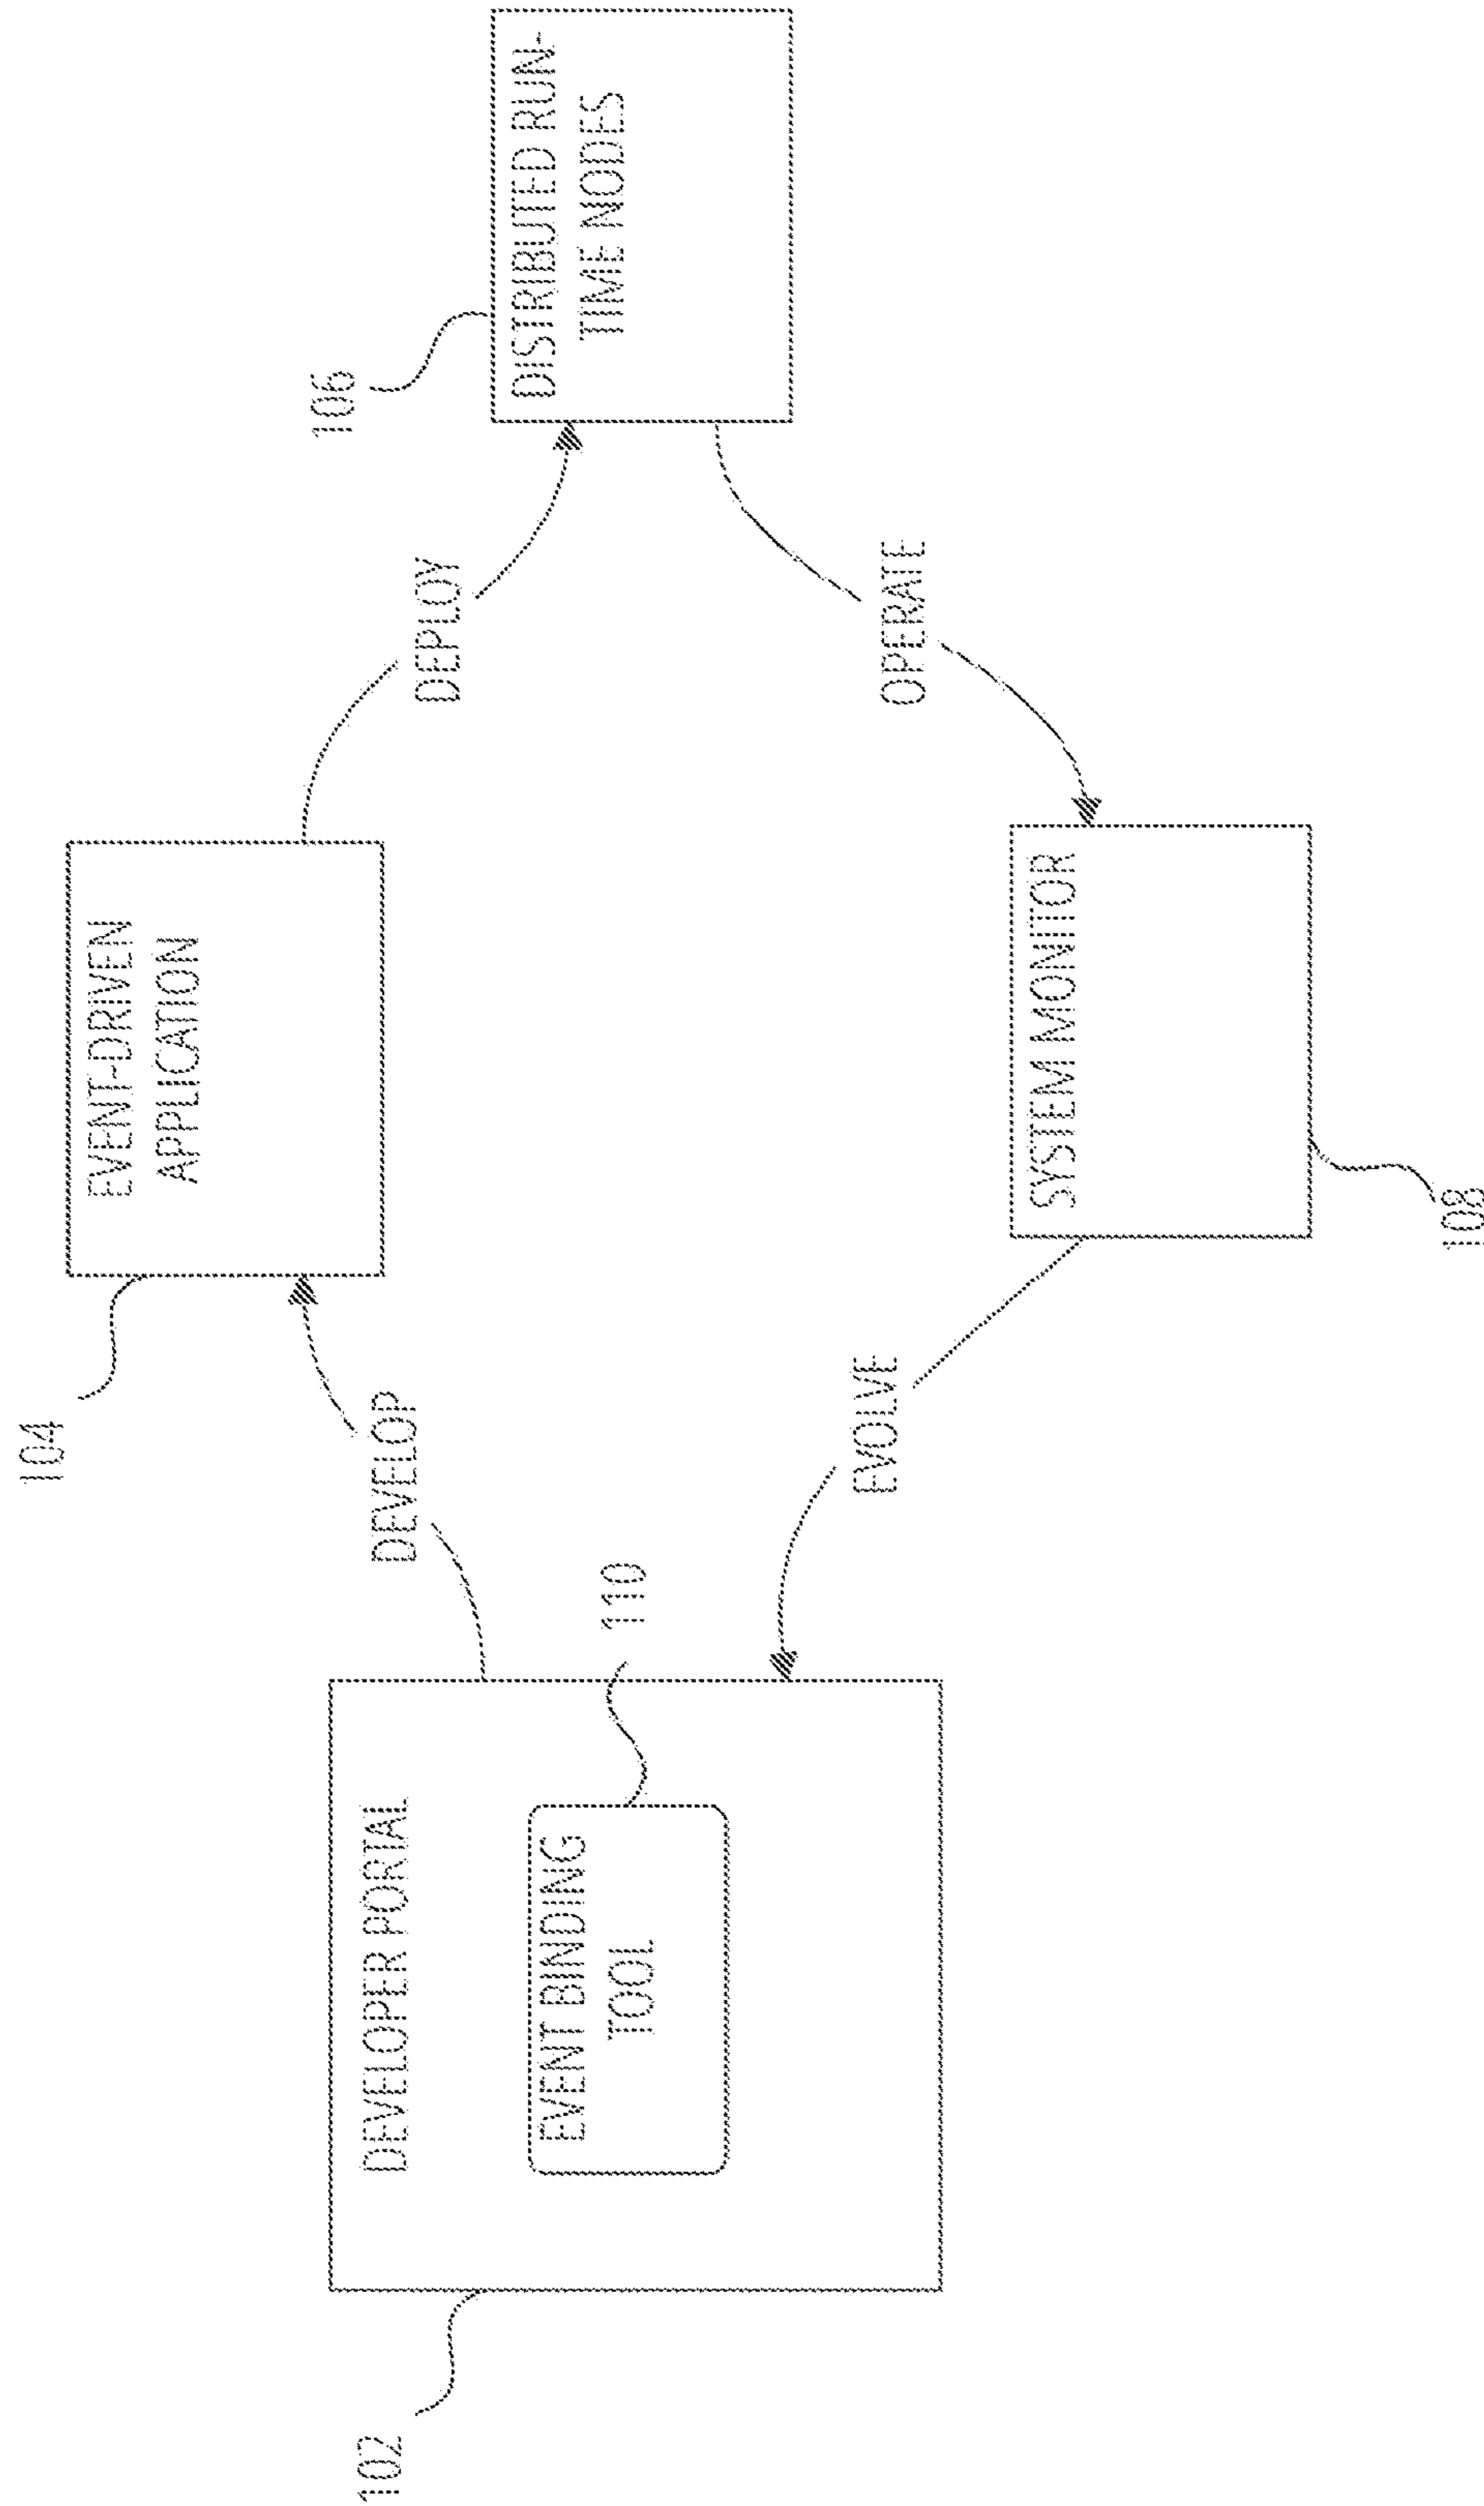 104
EVENT-DRIVEN
APPLICATION
106
DEPLOY
DISTRIBUTED RUN-
TIME NODES
102
DEVELOPER PORTAL
DEVELOP
EVENT BINDING
TOOL
110
EVOLVE
OPERATE
SYSTEM MONITOR
108